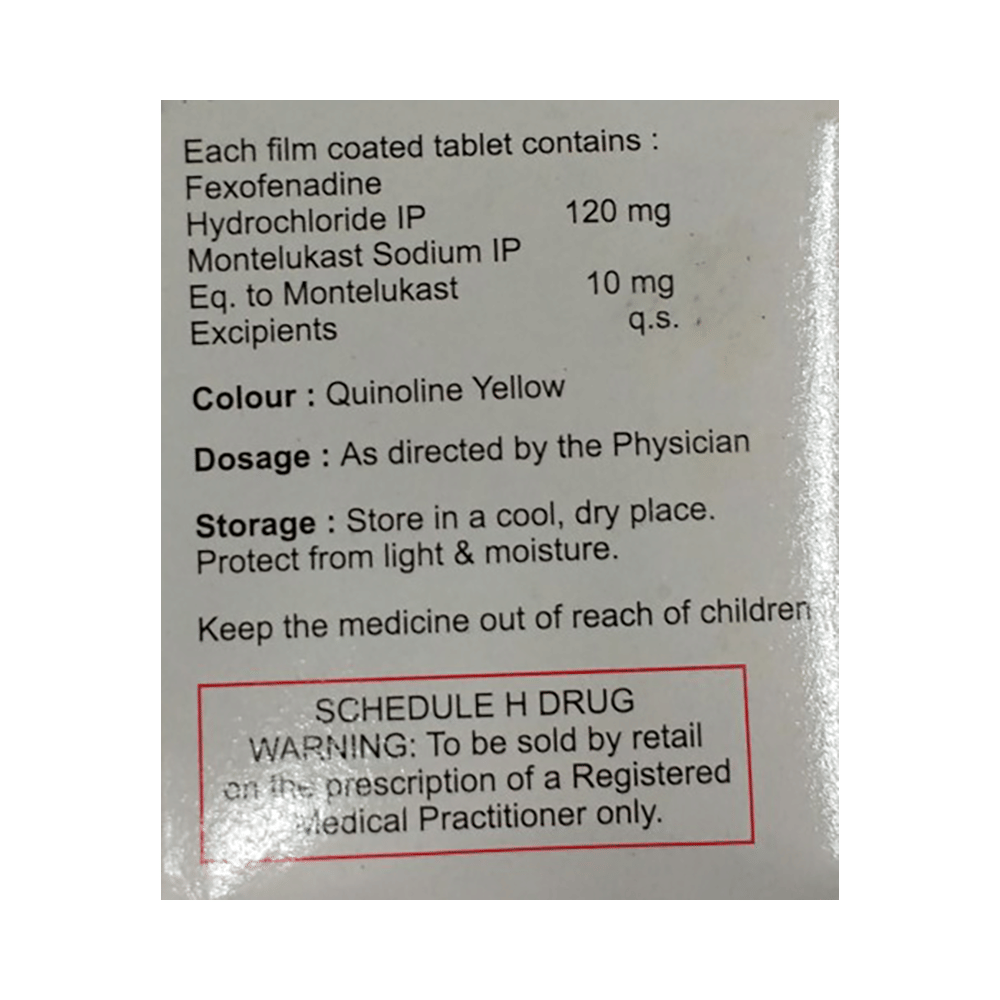 Each film coated tablet contains :
Fexofenadine
Hydrochloride IP 120 mg
Montelukast Sodium IP
Eq. to Montelukast 10 mg
Excipients q.s.
Colour : Quinoline Yellow
Dosage : As directed by the Physician
Storage : Store in a cool, dry place.
Protect from light & moisture.
Keep the medicine out of reach of children
SCHEDULE H DRUG
WARNING: To be sold by retail
on the prescription of a Registered
Medical Practitioner only.